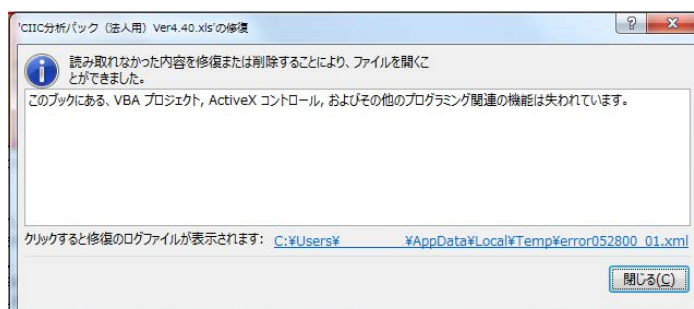 'CIIC分析パック（法人用）Ver4.40.xls'の修復
読み取れなかった内容を修復または削除することにより、ファイルを開くこ
とができました。
このブックにある、VBA プロジェクト, ActiveX コントロール, およびその他のプログラミング関連の機能は失われています。
クリックすると修復のログファイルが表示されます: C:¥Users¥ ¥AppData¥Local¥Temp¥error052800_01.xml
閉じる(C)